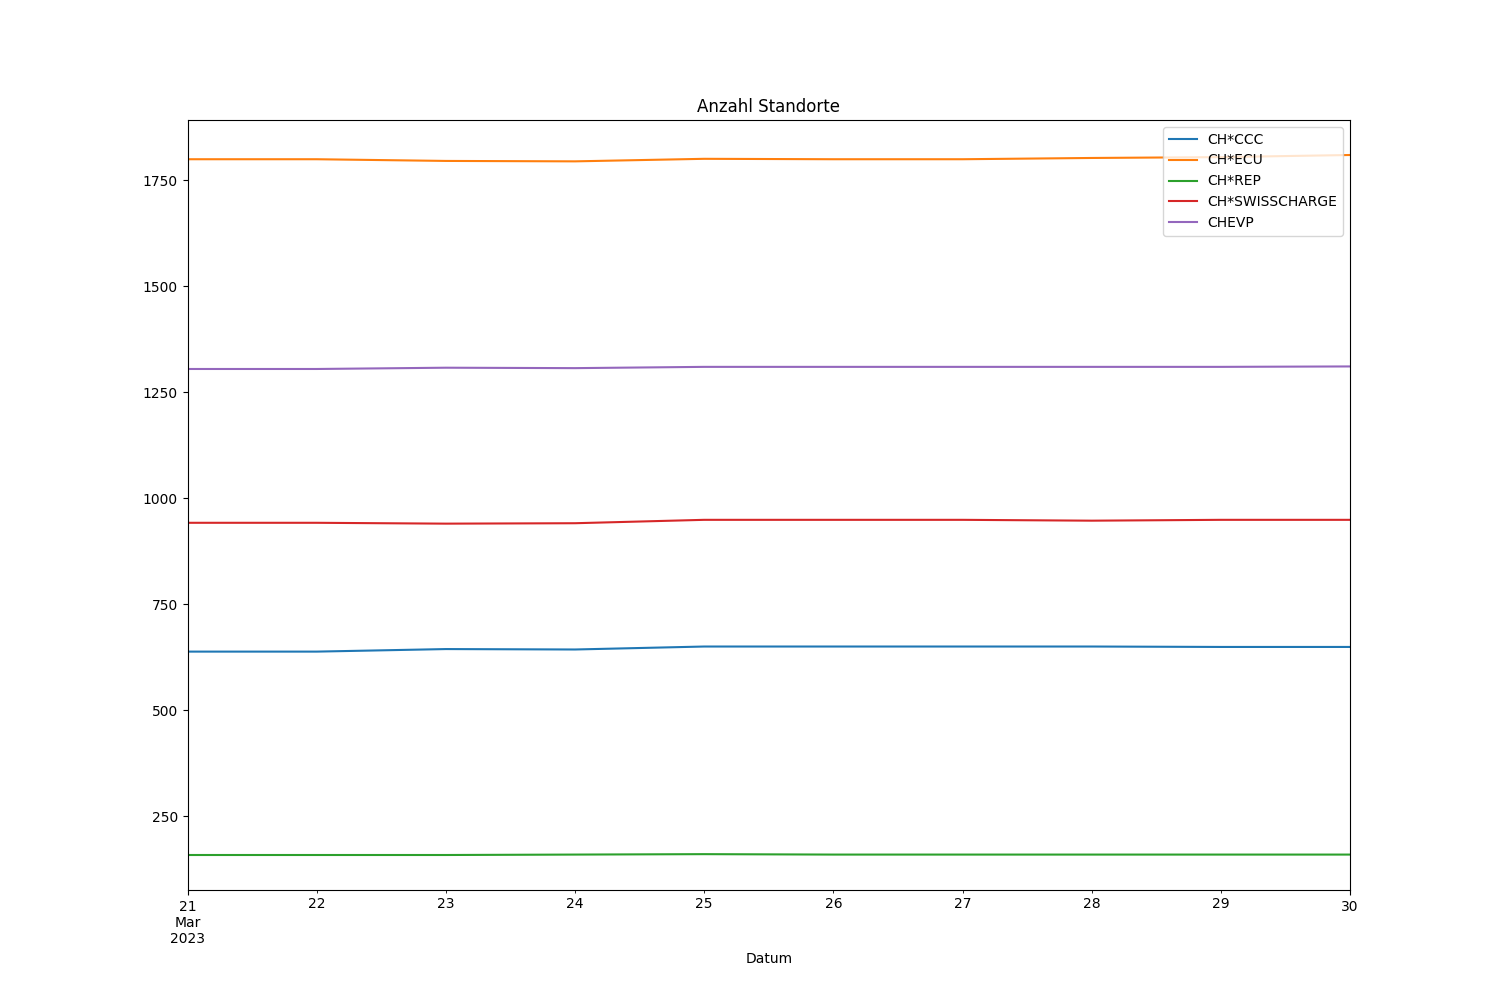 Anzahl Standorte
CH*CCC
CH*ECU
CH*REP
CH*SWISSCHARGE
CHEVP
1750
1500
1250
1000
750
500
250
21 22 23 24 25 26 27 28 29 30
Mar
2023
Datum